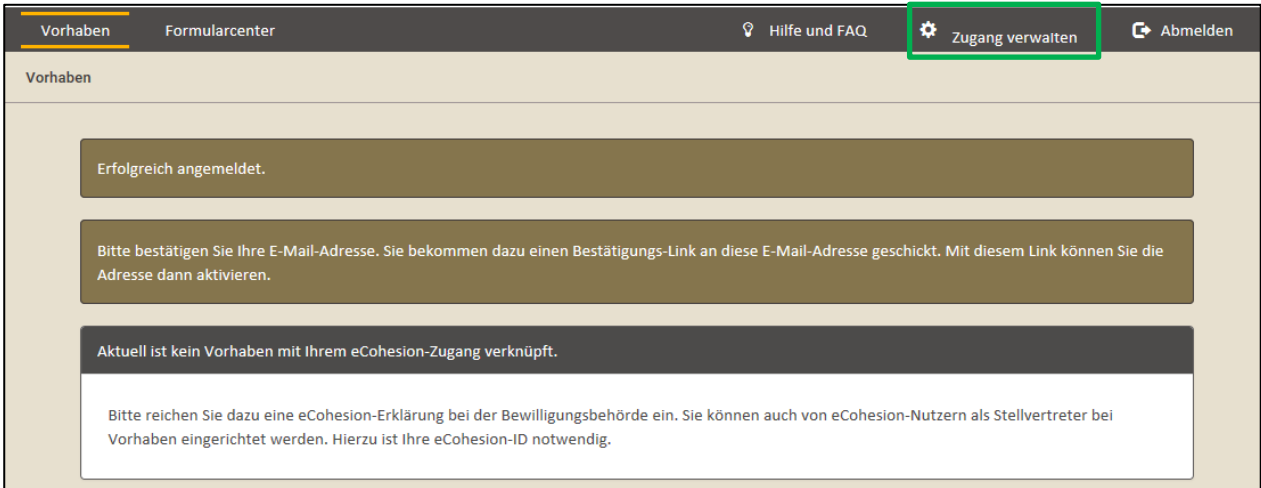 Vorhaben Formularcenter Hilfe und FAQ Zugang verwalten Abmelden
Vorhaben
Erfolgreich angemeldet.
Bitte bestätigen Sie Ihre E-Mail-Adresse. Sie bekommen dazu einen Bestätigungs-Link an diese E-Mail-Adresse geschickt. Mit diesem Link können Sie die
Adresse dann aktivieren.
Aktuell ist kein Vorhaben mit Ihrem eCohesion-Zugang verknüpft.
Bitte reichen Sie dazu eine eCohesion-Erklärung bei der Bewilligungsbehörde ein. Sie können auch von eCohesion-Nutzern als Stellvertreter bei
Vorhaben eingerichtet werden. Hierzu ist Ihre eCohesion-ID notwendig.